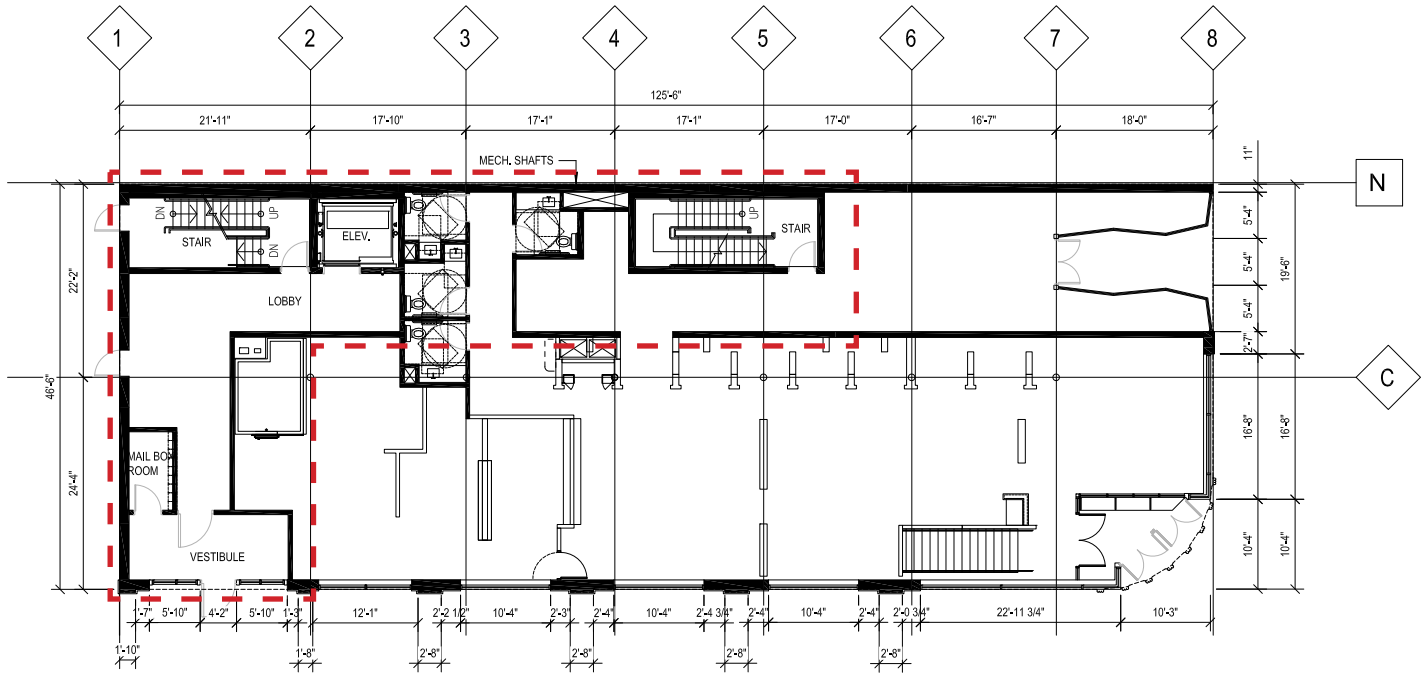 1 2 3 4 5 6 7 8
125'-6"
21'-11" 17'-10" 17'-1" 17'-1" 17'-0" 16'-7" 18'-0"
11"
MECH. SHAFTS
N
DN UP
STAIR
DN
ELEV.
UP
STAIR
5'-4"
5'-4"
5'-4"
19'-6"
2'-7"
22'-2"
LOBBY
46'-6"
C
16'-8" 16'-8"
24'-4"
MAIL BOX
ROOM
VESTIBULE
10'-4" 10'-4"
1'-7" 5'-10" 4'-2" 5'-10" 1'-3" 12'-1" 2'-2 1/2" 10'-4" 2'-3" 2'-4" 10'-4" 2'-4 3/4" 2'-4" 10'-4" 2'-4" 2'-0 3/4" 22'-11 3/4" 10'-3"
1'-10" 1'-8" 2'-8" 2'-8" 2'-8" 2'-8"